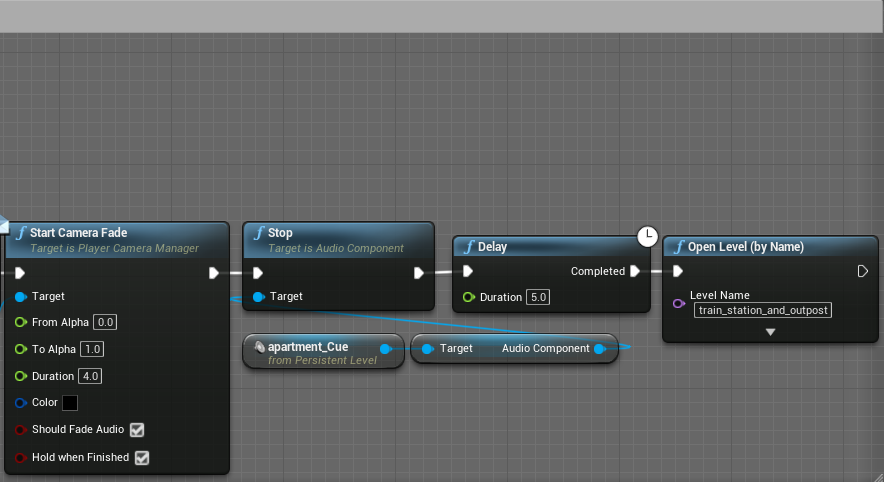 Start Camera Fade
Target is Player Camera Manager
Target
From Alpha 0.0
To Alpha 1.0
Duration 4.0
Color
Should Fade Audio
Hold when Finished
Stop
Target is Audio Component
Target
apartment_Cue
from Persistent Level
Target Audio Component
Delay
Completed
Duration 5.0
Open Level (by Name)
Level Name
train_station_and_outpost